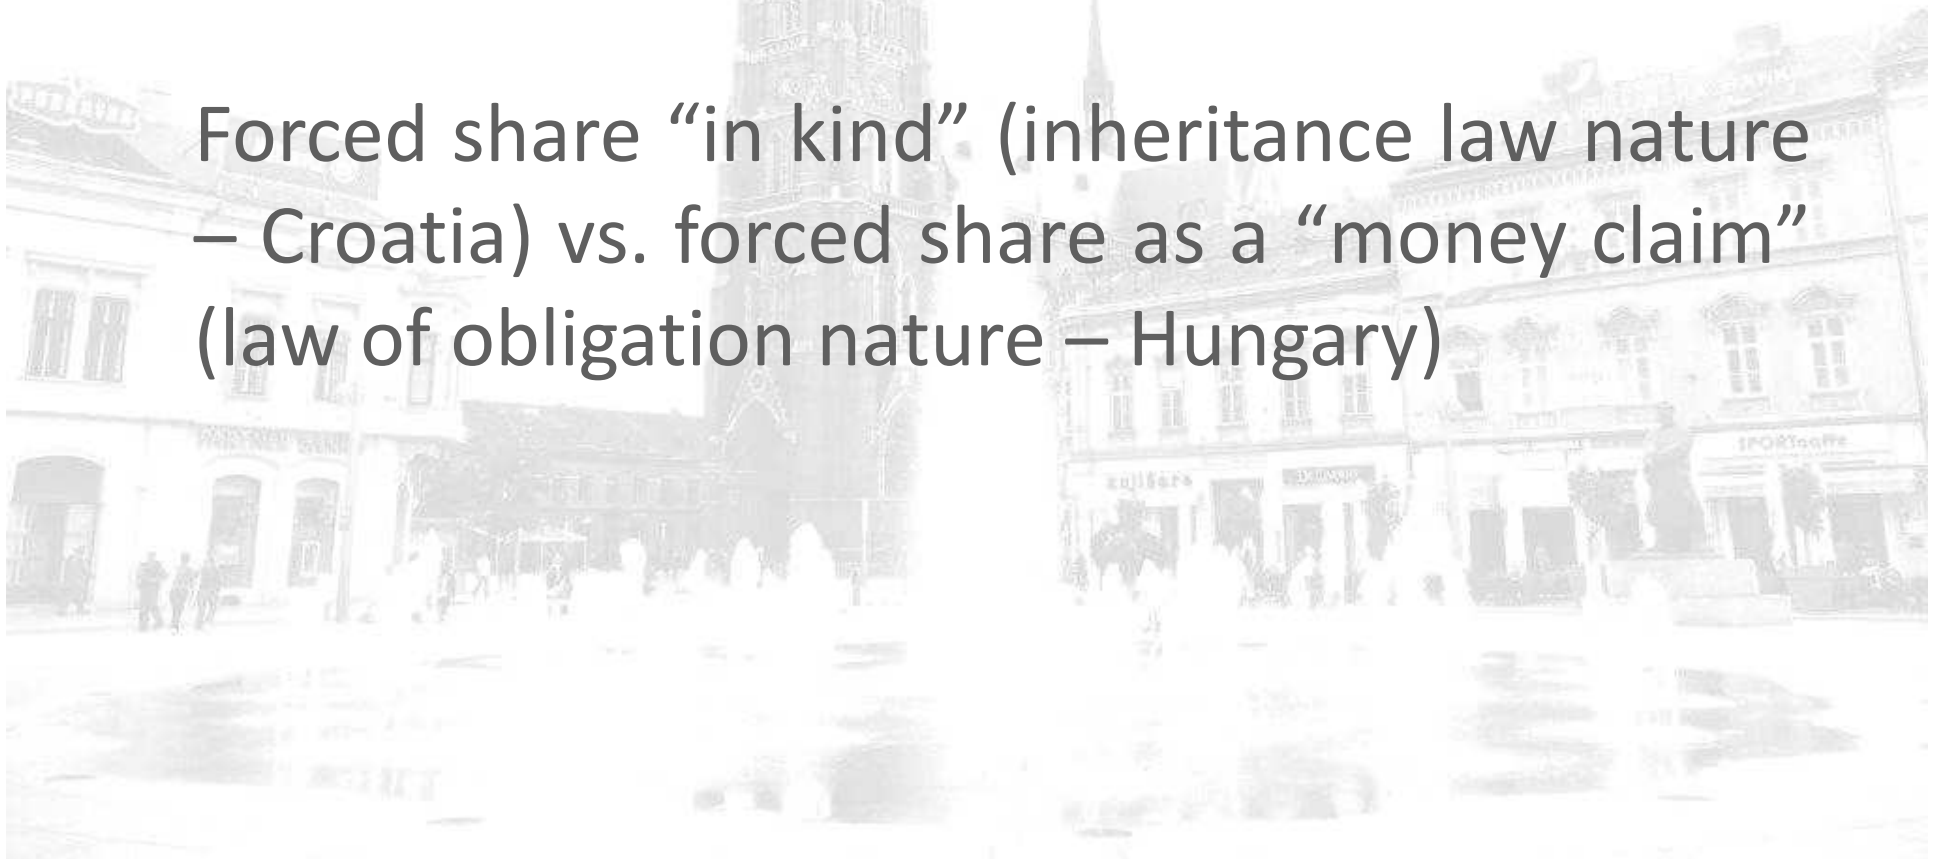 Forced share “in kind” (inheritance law nature
– Croatia) vs. forced share as a “money claim”
(law of obligation nature – Hungary)